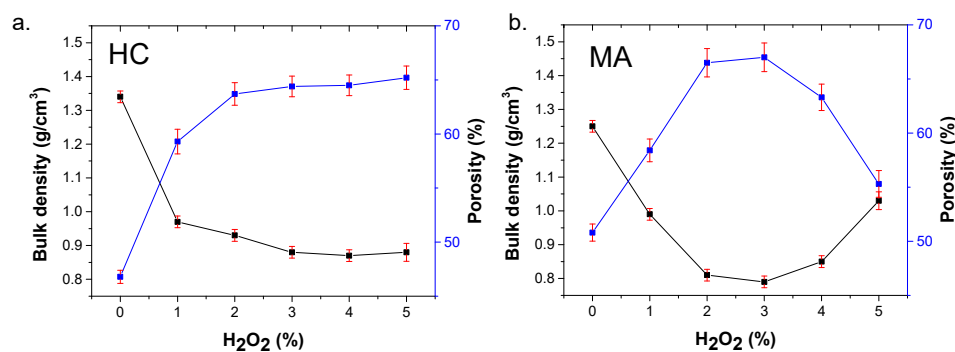 a.
HC
1.5
1.4
1.3
1.2
1.1
1.0
0.9
0.8
Bulk density (g/cm³)
70
60
50
Porosity (%)
0 1 2 3 4 5
H₂O₂ (%)
b.
MA
1.5
1.4
1.3
1.2
1.1
1.0
0.9
0.8
Bulk density (g/cm³)
70
60
50
Porosity (%)
0 1 2 3 4 5
H₂O₂ (%)